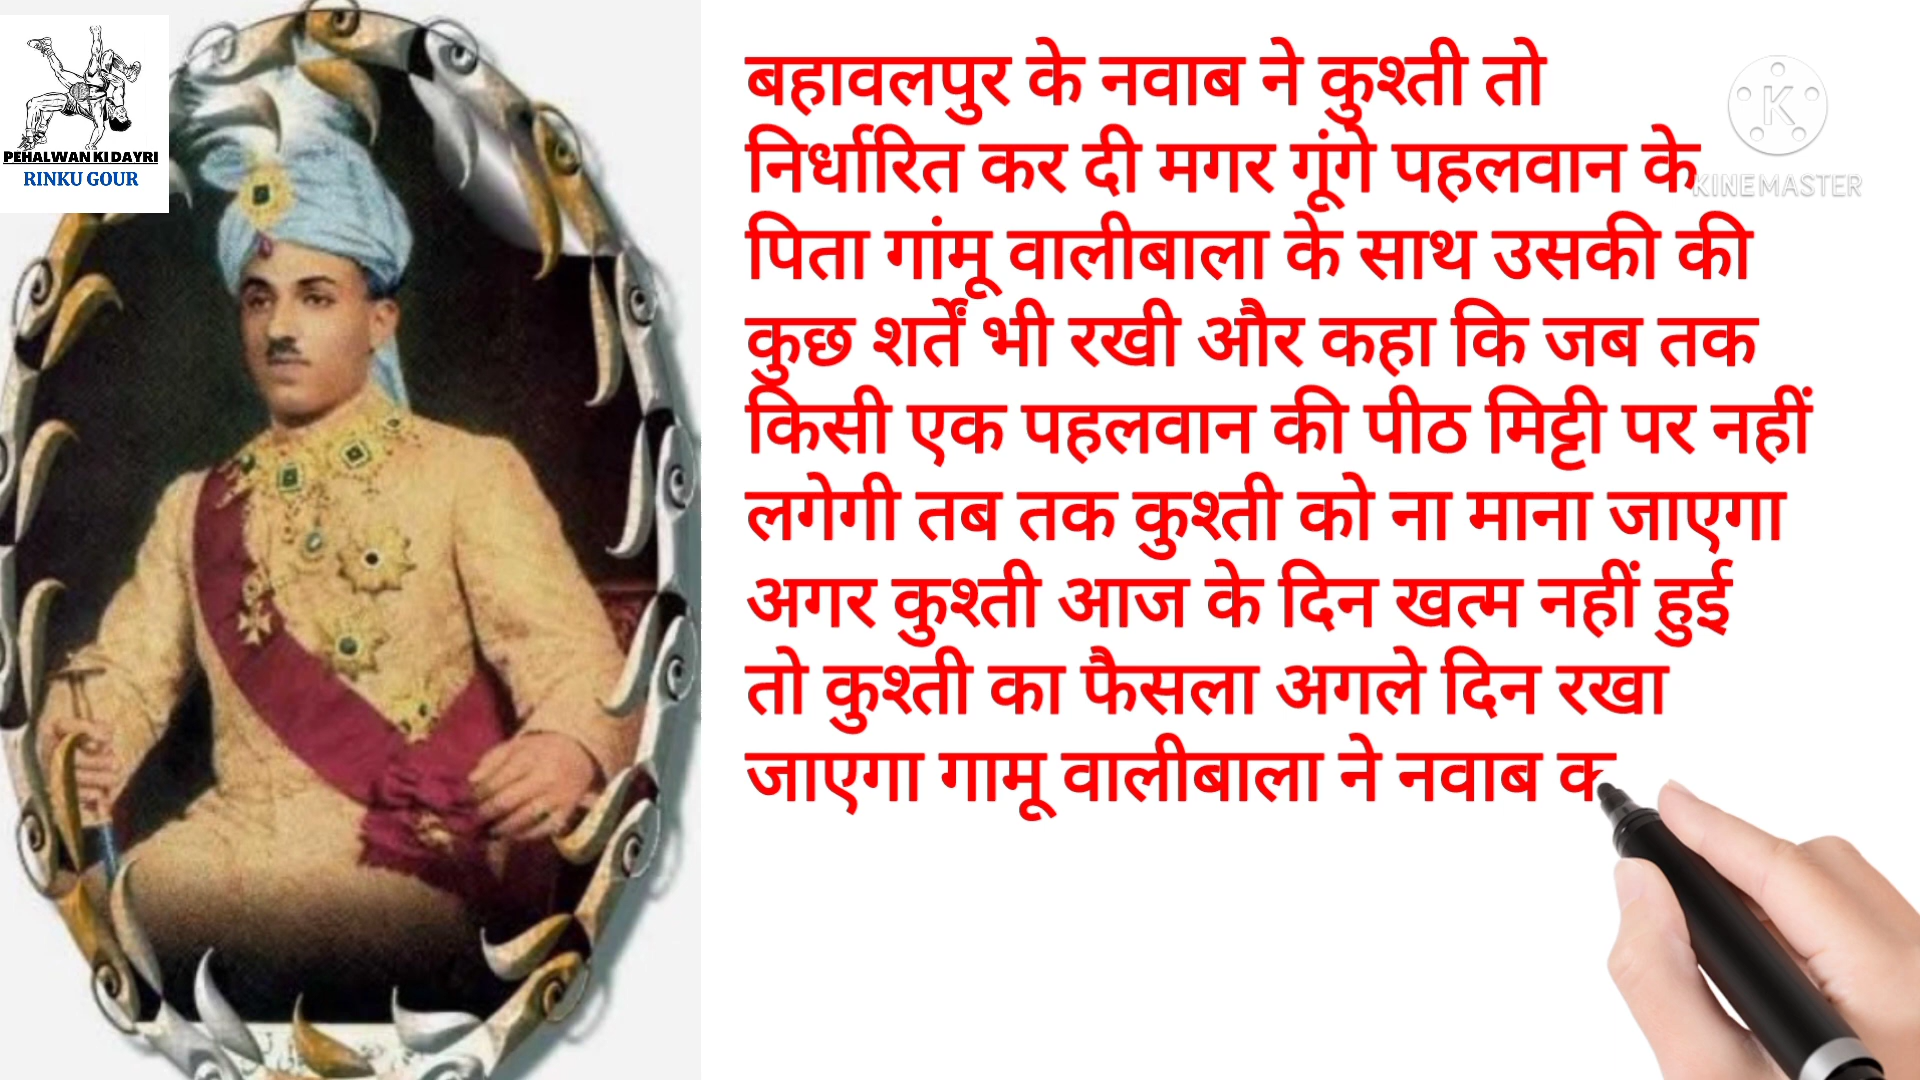 PEHALWAN KI DAYRI
RINKU GOUR
बहावलपुर के नवाब ने कुश्ती तो
निर्धारित कर दी मगर गूंगे पहलवान के
पिता गांमू वालीबाला के साथ उसकी की
कुछ शर्तें भी रखी और कहा कि जब तक
किसी एक पहलवान की पीठ मिट्टी पर नहीं
लगेगी तब तक कुश्ती को ना माना जाएगा
अगर कुश्ती आज के दिन खत्म नहीं हुई
तो कुश्ती का फैसला अगले दिन रखा
जाएगा गामू वालीबाला ने नवाब क
K
KINEMASTER